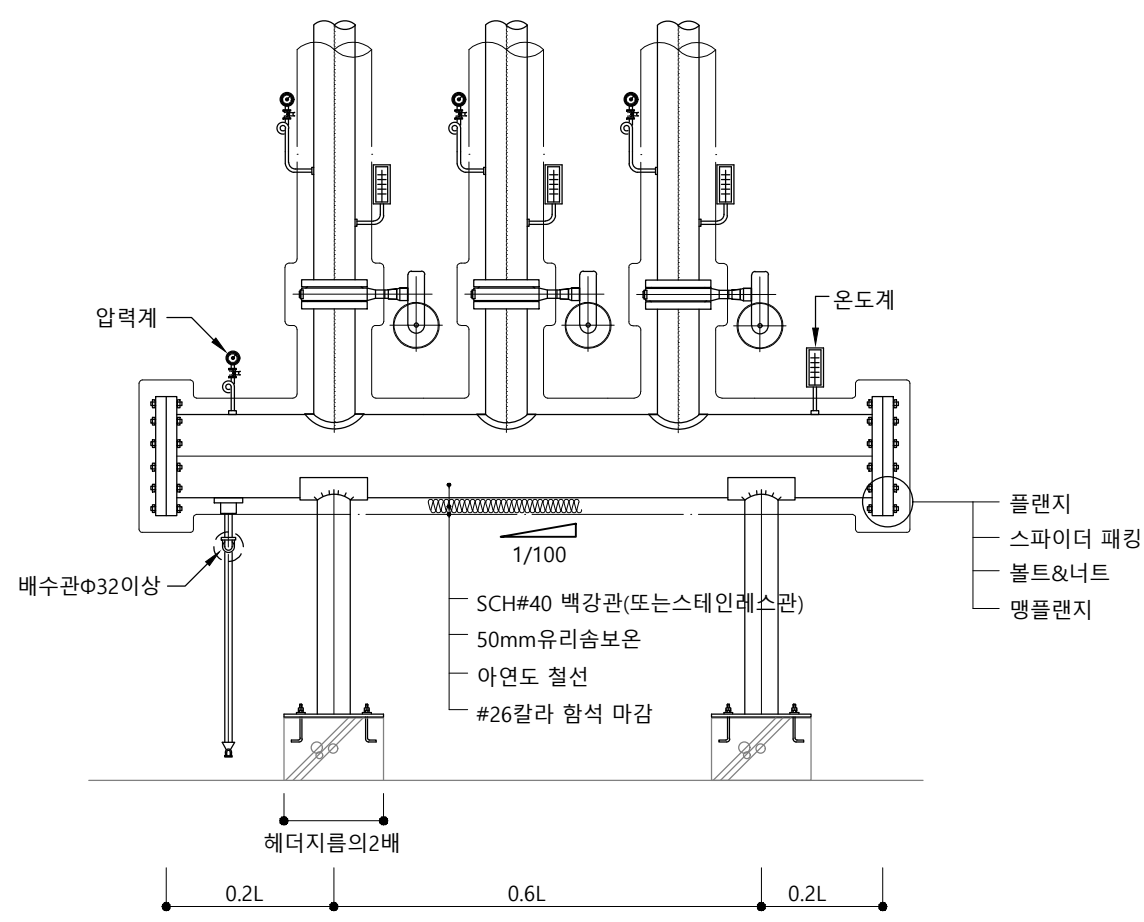 온도계
압력계
플랜지
스파이더 패킹
볼트&너트
맹플랜지
1/100
배수관Φ32이상
SCH#40 백강관(또는스테인레스관)
50mm유리솜보온
아연도 철선
#26칼라 함석 마감
헤더지름의2배
0.2L
0.6L
0.2L